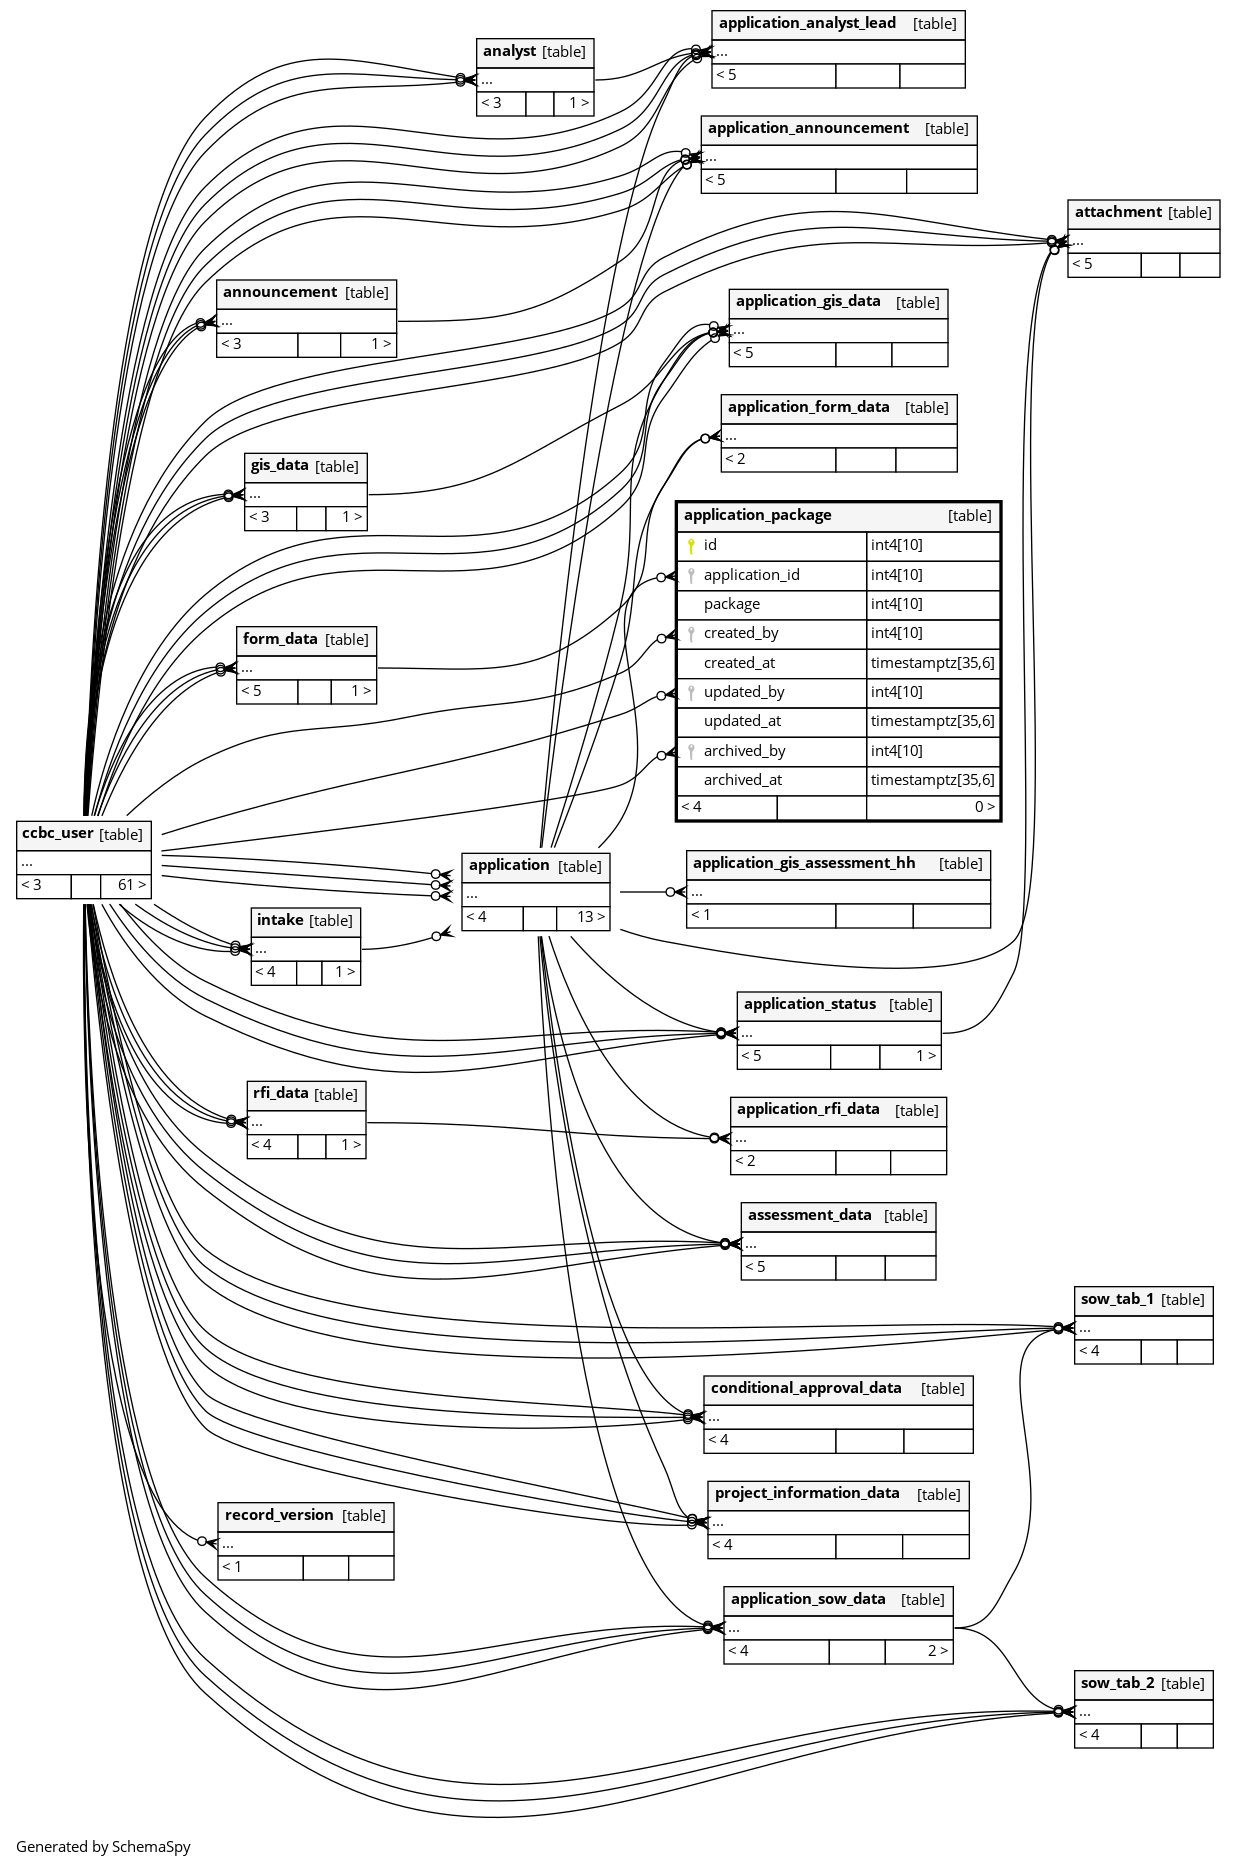 application_analyst_lead [table]
...
< 5
analyst [table]
...
< 3 1 >
application_announcement [table]
...
< 5
attachment [table]
...
< 5
announcement [table]
...
< 3 1 >
application_gis_data [table]
...
< 5
application_form_data [table]
...
< 2
gis_data [table]
...
< 3 1 >
application_package [table]
id int4[10]
application_id int4[10]
package int4[10]
created_by int4[10]
created_at timestamptz[35,6]
updated_by int4[10]
updated_at timestamptz[35,6]
archived_by int4[10]
archived_at timestamptz[35,6]
< 4 0 >
form_data [table]
...
< 5 1 >
ccbc_user [table]
...
< 3 61 >
application [table]
...
< 4 13 >
application_gis_assessment_hh [table]
...
< 1
intake [table]
...
< 4 1 >
application_status [table]
...
< 5 1 >
rfi_data [table]
...
< 4 1 >
application_rfi_data [table]
...
< 2
assessment_data [table]
...
< 5
sow_tab_1 [table]
...
< 4
conditional_approval_data [table]
...
< 4
project_information_data [table]
...
< 4
record_version [table]
...
< 1
application_sow_data [table]
...
< 4 2 >
sow_tab_2 [table]
...
< 4
Generated by SchemaSpy